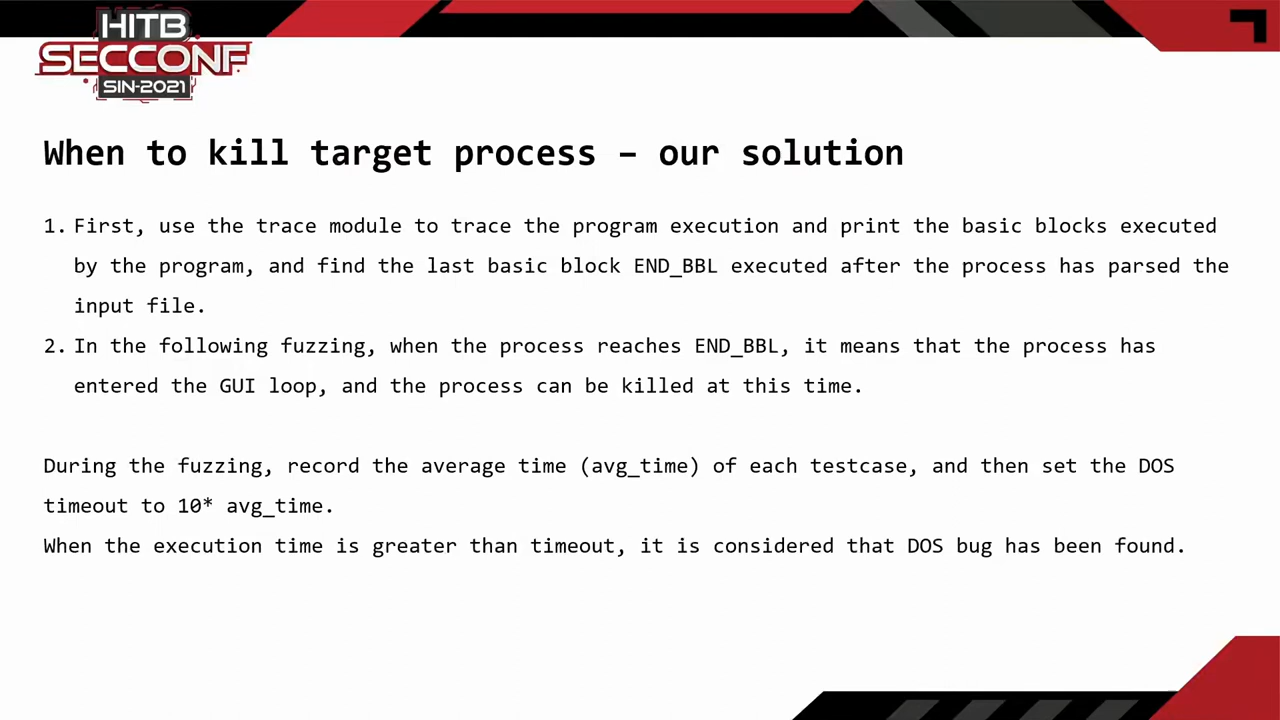 HITB
SECCONF
SIN-2021
When to kill target process – our solution
1. First, use the trace module to trace the program execution and print the basic blocks executed
by the program, and find the last basic block END_BBL executed after the process has parsed the
input file.
2. In the following fuzzing, when the process reaches END_BBL, it means that the process has
entered the GUI loop, and the process can be killed at this time.
During the fuzzing, record the average time (avg_time) of each testcase, and then set the DOS
timeout to 10* avg_time.
When the execution time is greater than timeout, it is considered that DOS bug has been found.